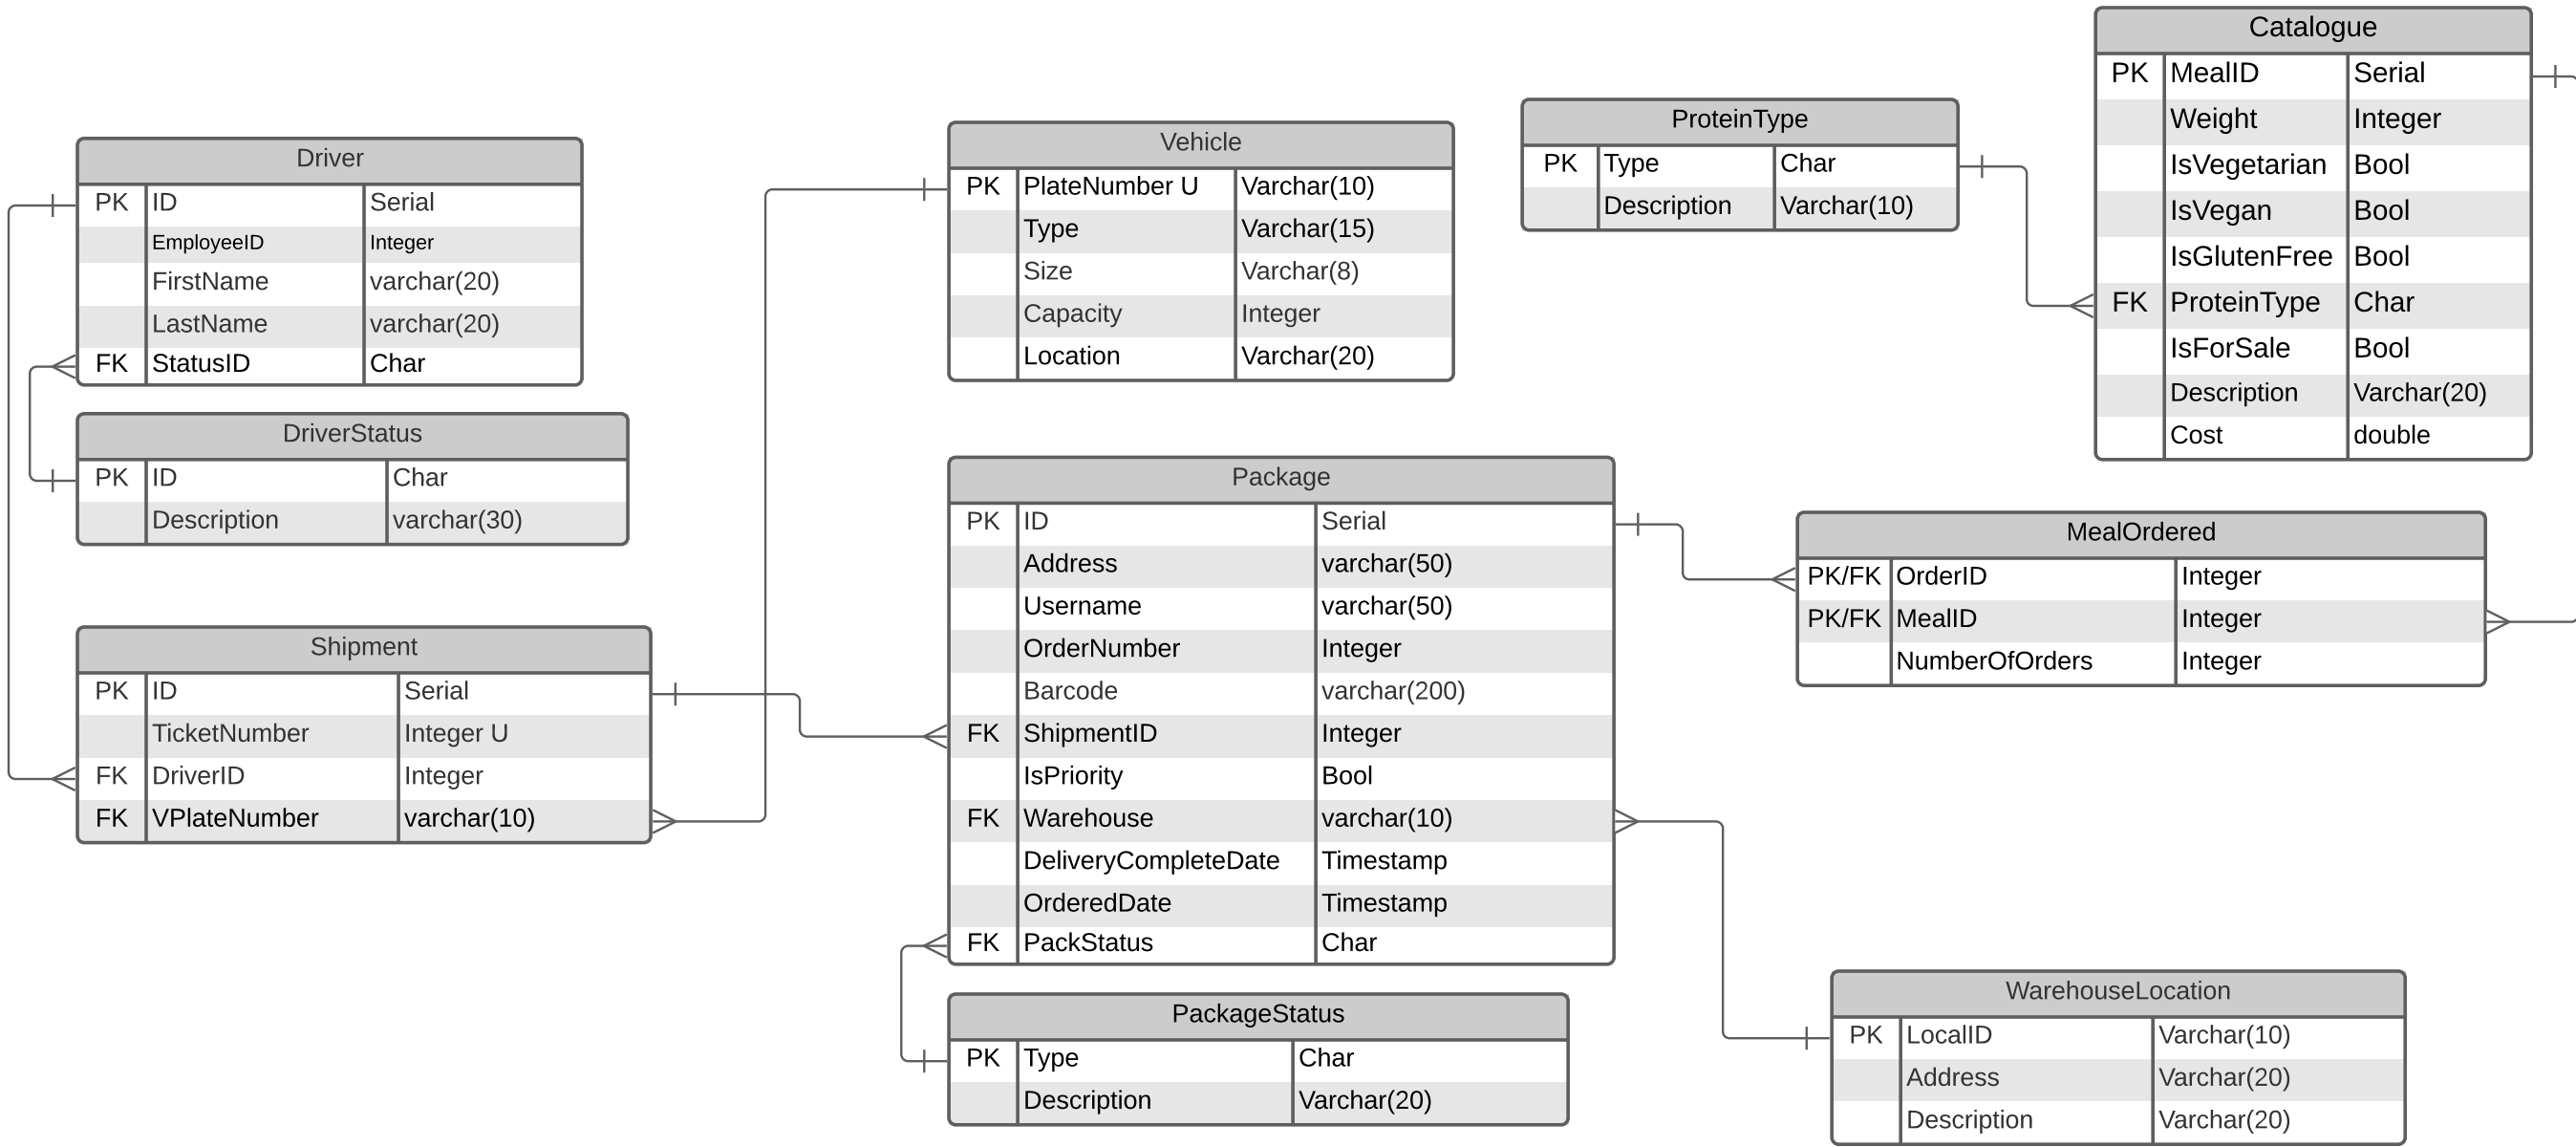 Driver
PK ID Serial
EmployeeID Integer
FirstName varchar(20)
LastName varchar(20)
FK StatusID Char
DriverStatus
PK ID Char
Description varchar(30)
Shipment
PK ID Serial
TicketNumber Integer U
FK DriverID Integer
FK VPlateNumber varchar(10)
Vehicle
PK PlateNumber U Varchar(10)
Type Varchar(15)
Size Varchar(8)
Capacity Integer
Location Varchar(20)
Package
PK ID Serial
Address varchar(50)
Username varchar(50)
OrderNumber Integer
Barcode varchar(200)
FK ShipmentID Integer
IsPriority Bool
FK Warehouse varchar(10)
DeliveryCompleteDate Timestamp
OrderedDate Timestamp
FK PackStatus Char
PackageStatus
PK Type Char
Description Varchar(20)
ProteinType
PK Type Char
Description Varchar(10)
Catalogue
PK MealID Serial
Weight Integer
IsVegetarian Bool
IsVegan Bool
IsGlutenFree Bool
FK ProteinType Char
IsForSale Bool
Description Varchar(20)
Cost double
MealOrdered
PK/FK OrderID Integer
PK/FK MealID Integer
NumberOfOrders Integer
WarehouseLocation
PK LocalID Varchar(10)
Address Varchar(20)
Description Varchar(20)